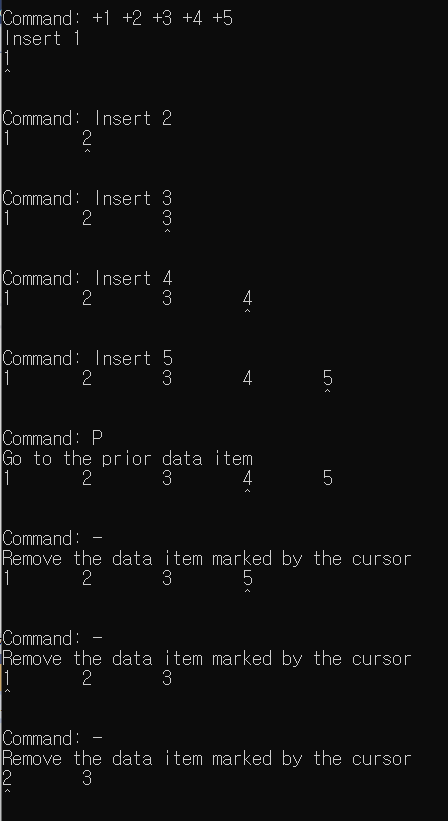 Command: +1 +2 +3 +4 +5
Insert 1
1
^
Command: Insert 2
1 2
^
Command: Insert 3
1 2 3
^
Command: Insert 4
1 2 3 4
^
Command: Insert 5
1 2 3 4 5
^
Command: P
Go to the prior data item
1 2 3 4 5
^
Command: -
Remove the data item marked by the cursor
1 2 3 5
^
Command: -
Remove the data item marked by the cursor
1 2 3
^
Command: -
Remove the data item marked by the cursor
2 3
^